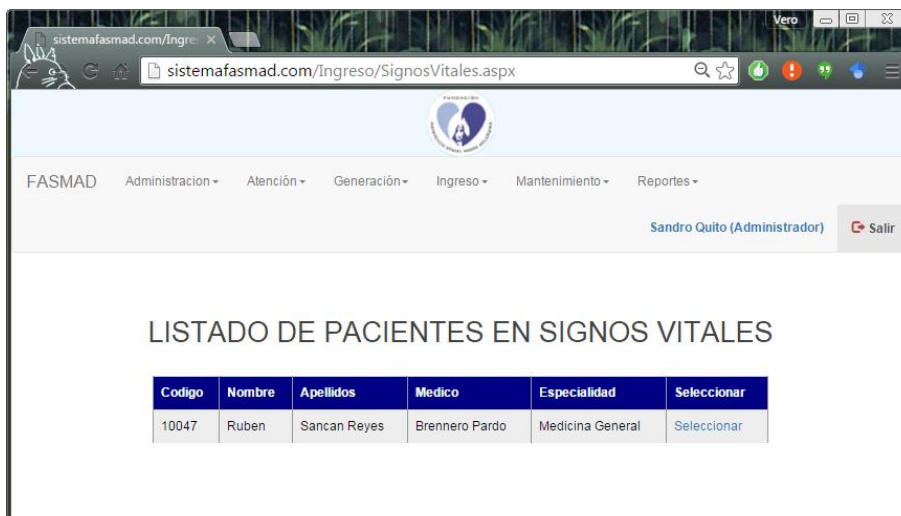 Vero
sistemafasmad.com/Ingre
sistemafasmad.com/Ingreso/SignosVitales.aspx
FUNDACIÓN
FASMAD Administracion Atención Generación Ingreso Mantenimiento Reportes
Sandro Quito (Administrador) Salir
LISTADO DE PACIENTES EN SIGNOS VITALES
Codigo Nombre Apellidos Medico Especialidad Seleccionar
10047 Ruben Sancan Reyes Brennero Pardo Medicina General Seleccionar